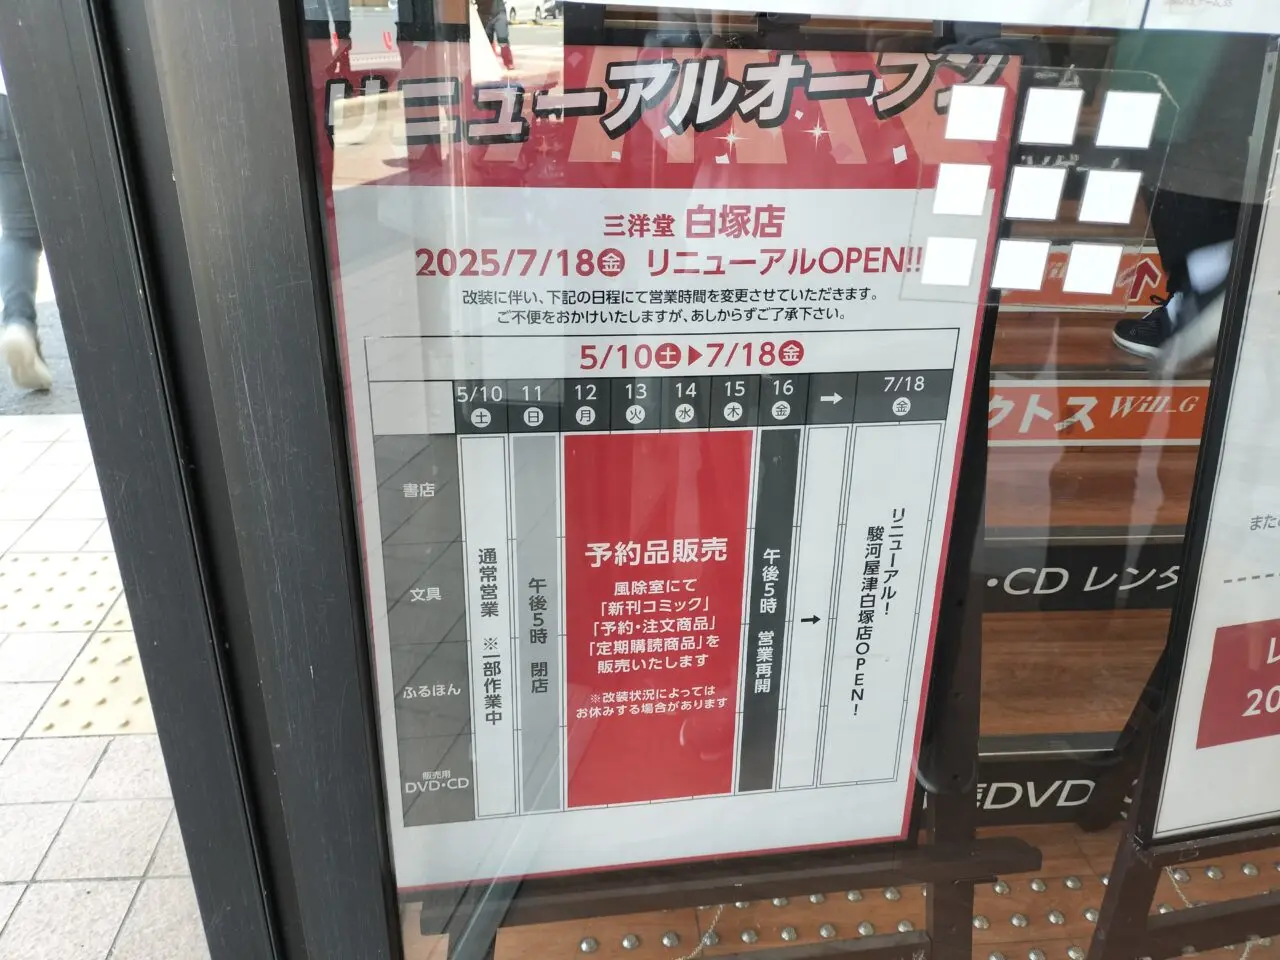 リニューアルオープン
三洋堂 白塚店
2025/7/18㊎ リニューアルOPEN!!
改装に伴い、下記の日程にて営業時間を変更させていただきます。
ご不便をおかけいたしますが、あしからずご了承下さい。
5/10㊏▶7/18㊎
5/10 11 12 13 14 15 16 → 7/18
土 日 月 火 水 木 金 金
書店
文具
ふるほん
販売用
DVD・CD
通常営業 ※一部作業中
午後5時 閉店
予約品販売
風除室にて
「新刊コミック」
「予約・注文商品」
「定期購読商品」を
販売いたします
※改装状況によっては
お休みする場合があります
午後5時 営業再開
→
リニューアル!
駿河屋津白塚店OPEN!
クトス Will_G
・CD レンタ
DVD
また
20